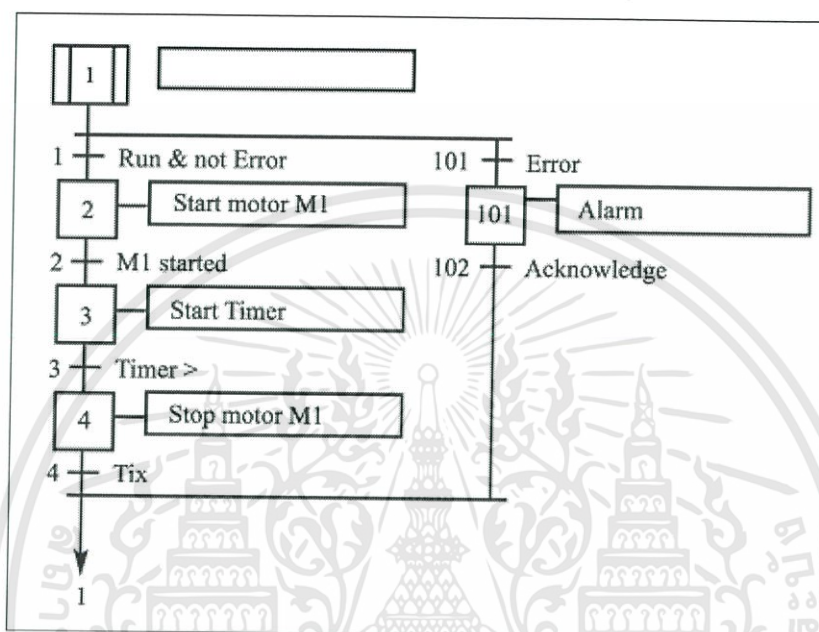 1
1 Run & not Error
101 Error
2 Start motor M1
101 Alarm
2 M1 started
102 Acknowledge
3 Start Timer
3 Timer >
4 Stop motor M1
4 Tix
1